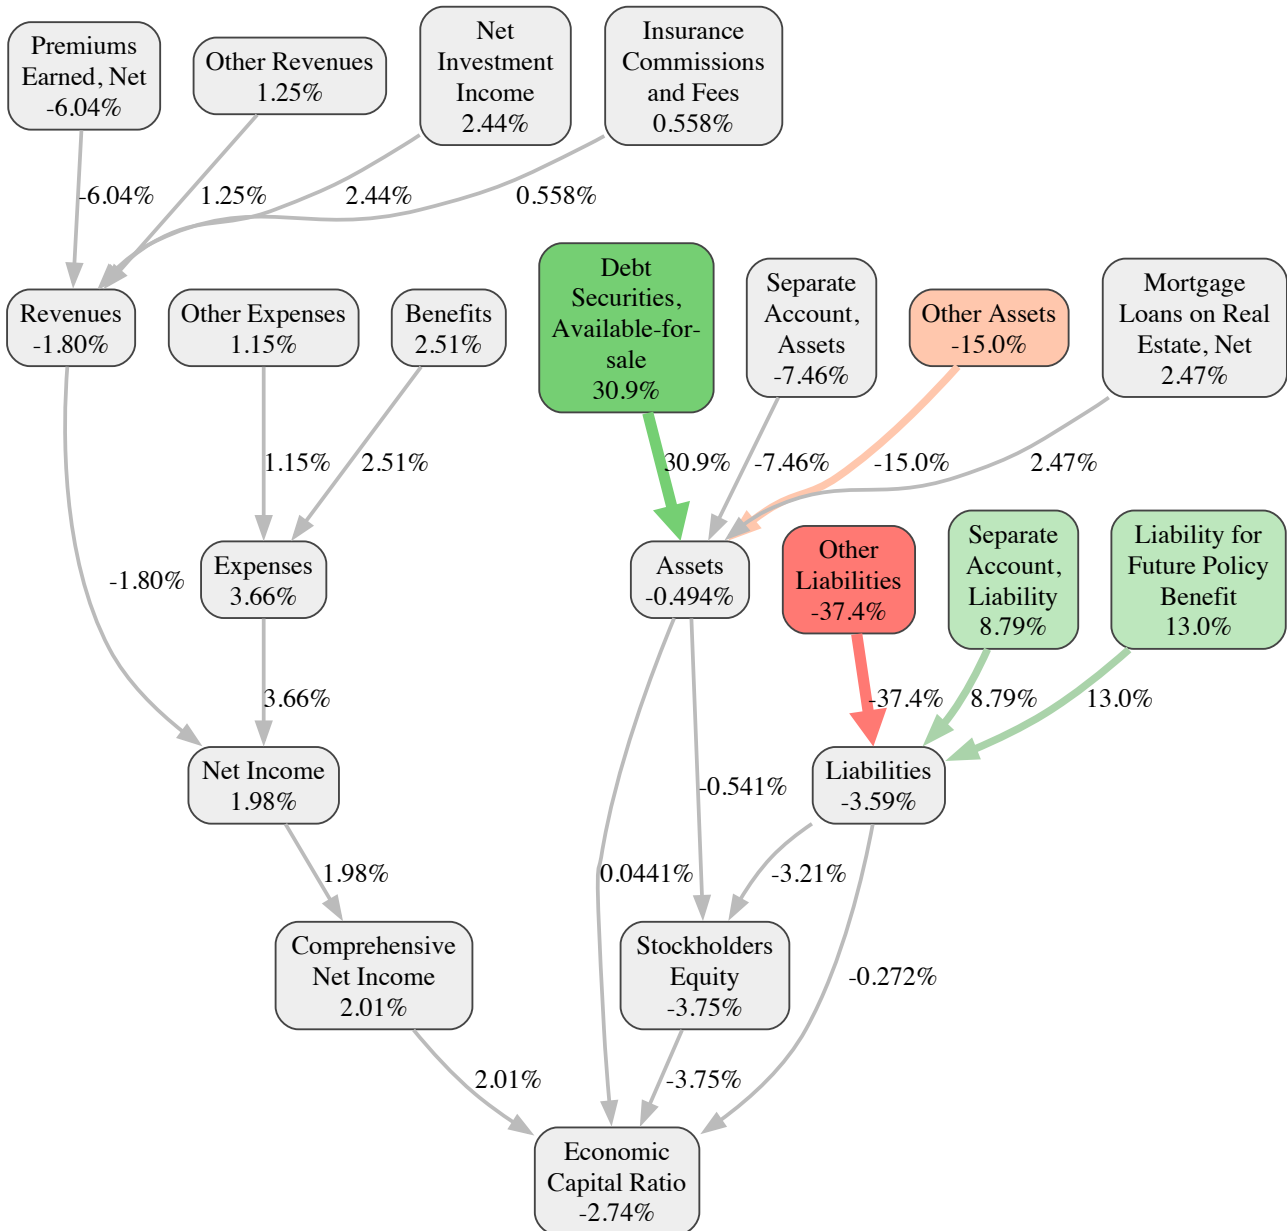 Premiums
Earned, Net
-6.04%
Other Revenues
1.25%
Net
Investment
Income
2.44%
Insurance
Commissions
and Fees
0.558%
-6.04%
1.25%
2.44%
0.558%
Revenues
-1.80%
Other Expenses
1.15%
Benefits
2.51%
Debt
Securities,
Available-for-
sale
30.9%
Separate
Account,
Assets
-7.46%
Other Assets
-15.0%
Mortgage
Loans on Real
Estate, Net
2.47%
1.15%
2.51%
30.9%
-7.46%
-15.0%
2.47%
-1.80%
Expenses
3.66%
Assets
-0.494%
Other
Liabilities
-37.4%
Separate
Account,
Liability
8.79%
Liability for
Future Policy
Benefit
13.0%
3.66%
-37.4%
8.79%
13.0%
Net Income
1.98%
-0.541%
Liabilities
-3.59%
1.98%
0.0441%
-3.21%
Comprehensive
Net Income
2.01%
Stockholders
Equity
-3.75%
-0.272%
2.01%
-3.75%
Economic
Capital Ratio
-2.74%